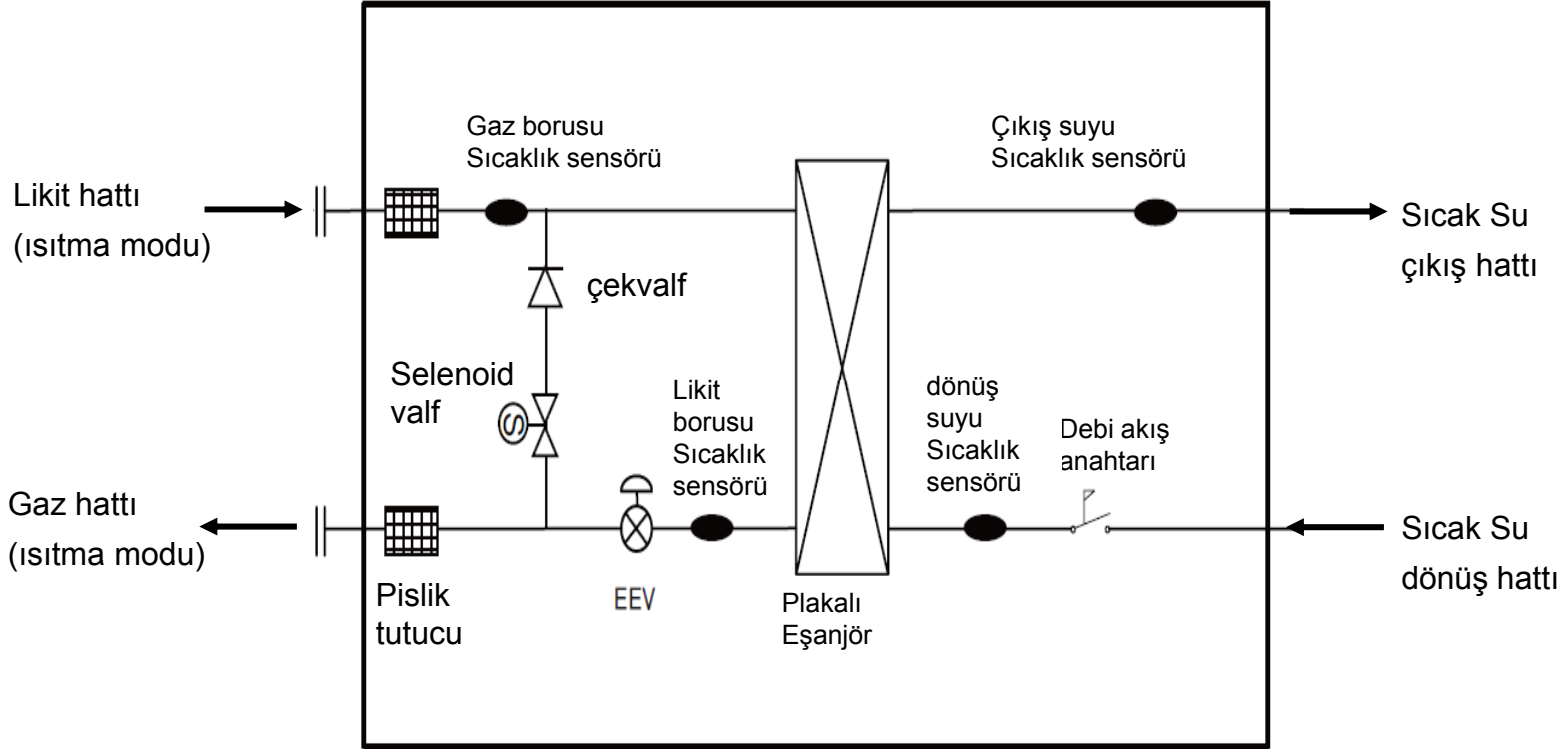 Gaz borusu
Sıcaklık sensörü
Çıkış suyu
Sıcaklık sensörü
Likit hattı
(ısıtma modu)
Sıcak Su
çıkış hattı
çekvalf
Selenoid
valf
S
Likit
borusu
Sıcaklık
sensörü
dönüş
suyu
Sıcaklık
sensörü
Debi akış
anahtarı
Gaz hattı
(ısıtma modu)
Sıcak Su
dönüş hattı
Pislik
tutucu
EEV
Plakalı
Eşanjör